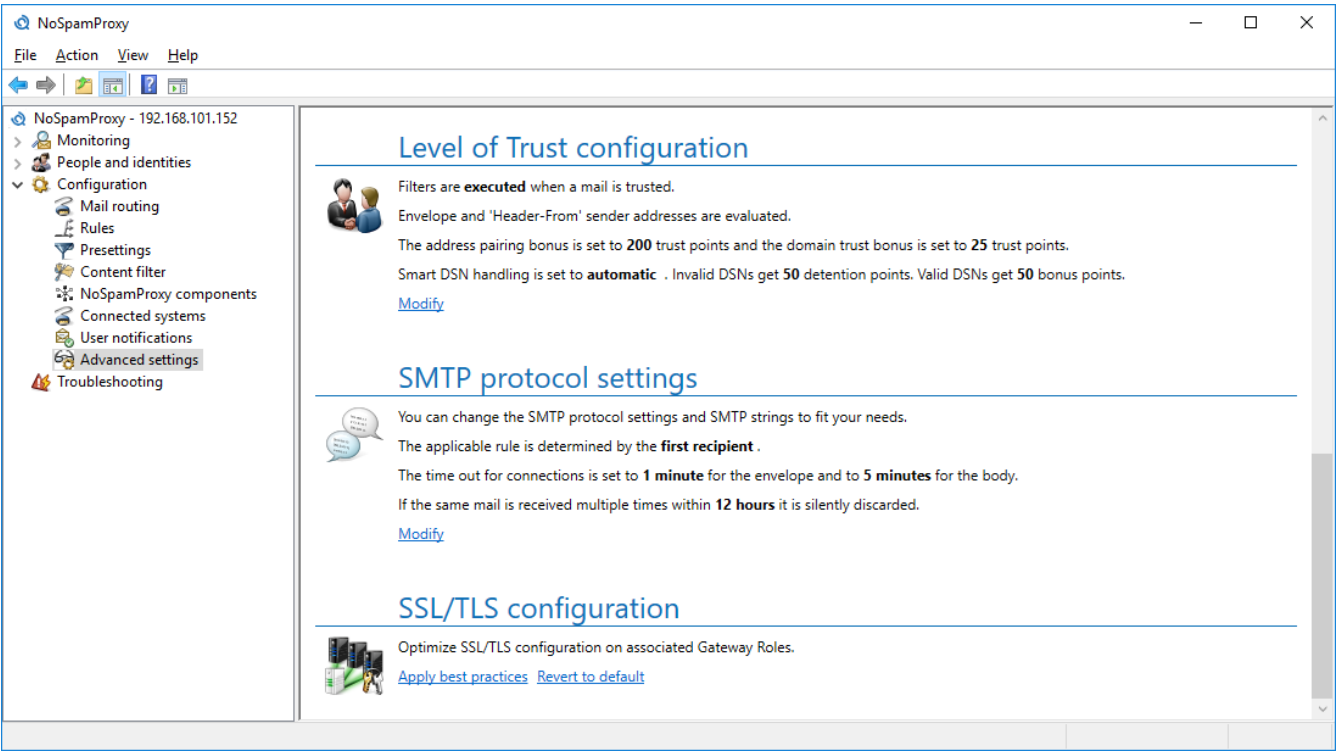 NoSpamProxy
File Action View Help
NoSpamProxy - 192.168.101.152
Monitoring
People and identities
Configuration
Mail routing
Rules
Presettings
Content filter
NoSpamProxy components
Connected systems
User notifications
Advanced settings
Troubleshooting
Level of Trust configuration
Filters are executed when a mail is trusted.
Envelope and 'Header-From' sender addresses are evaluated.
The address pairing bonus is set to 200 trust points and the domain trust bonus is set to 25 trust points.
Smart DSN handling is set to automatic . Invalid DSNs get 50 detention points. Valid DSNs get 50 bonus points.
Modify
SMTP protocol settings
You can change the SMTP protocol settings and SMTP strings to fit your needs.
The applicable rule is determined by the first recipient .
The time out for connections is set to 1 minute for the envelope and to 5 minutes for the body.
If the same mail is received multiple times within 12 hours it is silently discarded.
Modify
SSL/TLS configuration
Optimize SSL/TLS configuration on associated Gateway Roles.
Apply best practices Revert to default